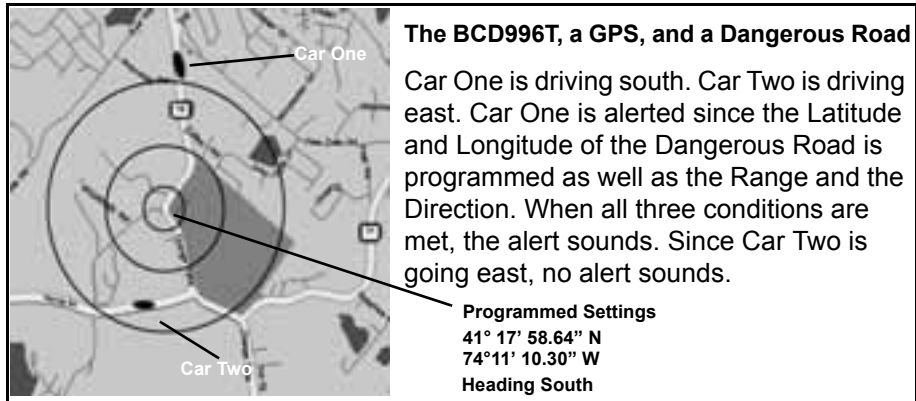 Car One
Car Two
The BCD996T, a GPS, and a Dangerous Road
Car One is driving south. Car Two is driving
east. Car One is alerted since the Latitude
and Longitude of the Dangerous Road is
programmed as well as the Range and the
Direction. When all three conditions are
met, the alert sounds. Since Car Two is
going east, no alert sounds.
Programmed Settings
41° 17’ 58.64” N
74°11’ 10.30” W
Heading South